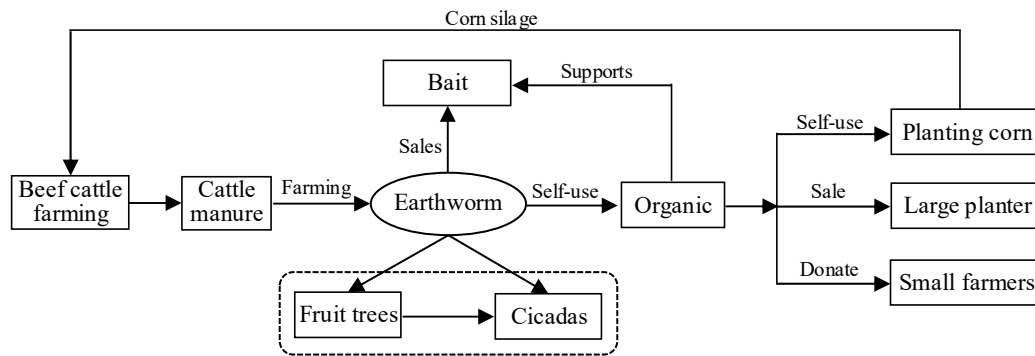 Corn silage
Bait
Supports
Sales
Self-use
Planting corn
Beef cattle
farming
Cattle
manure
Farming
Earthworm
Self-use
Organic
Sale
Large planter
Donate
Small farmers
Fruit trees
Cicadas